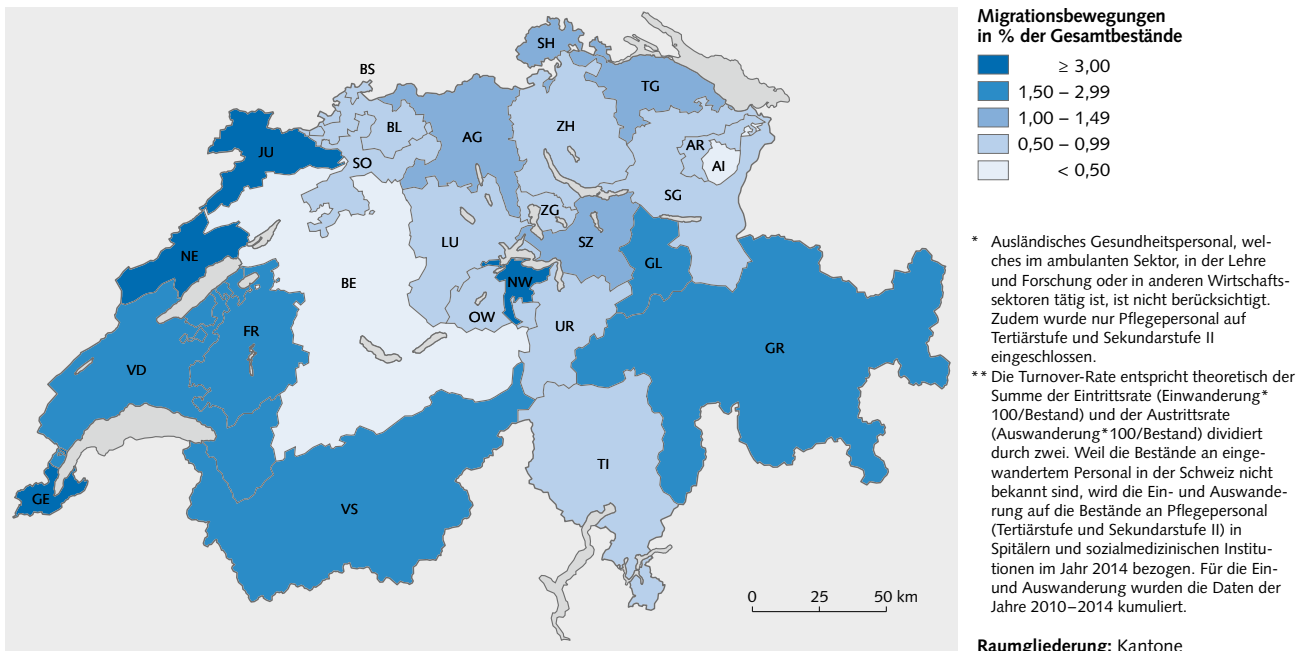 SH
BS
TG
BL
AG
ZH
JU
AR
SO
AI
SG
ZG
LU
SZ
NE
GL
NW
BE
OW
FR
UR
GR
VD
TI
GE
VS
0 25 50 km
Migrationsbewegungen
in % der Gesamtbestände
≥ 3,00
1,50 – 2,99
1,00 – 1,49
0,50 – 0,99
< 0,50
* Ausländisches Gesundheitspersonal, wel-
ches im ambulanten Sektor, in der Lehre
und Forschung oder in anderen Wirtschafts-
sektoren tätig ist, ist nicht berücksichtigt.
Zudem wurde nur Pflegepersonal auf
Tertiärstufe und Sekundarstufe II
eingeschlossen.
** Die Turnover-Rate entspricht theoretisch der
Summe der Eintrittsrate (Einwanderung*
100/Bestand) und der Austrittsrate
(Auswanderung*100/Bestand) dividiert
durch zwei. Weil die Bestände an einge-
wandertem Personal in der Schweiz nicht
bekannt sind, wird die Ein- und Auswande-
rung auf die Bestände an Pflegepersonal
(Tertiärstufe und Sekundarstufe II) in
Spitälern und sozialmedizinischen Institu-
tionen im Jahr 2014 bezogen. Für die Ein-
und Auswanderung wurden die Daten der
Jahre 2010–2014 kumuliert.
Raumgliederung: Kantone